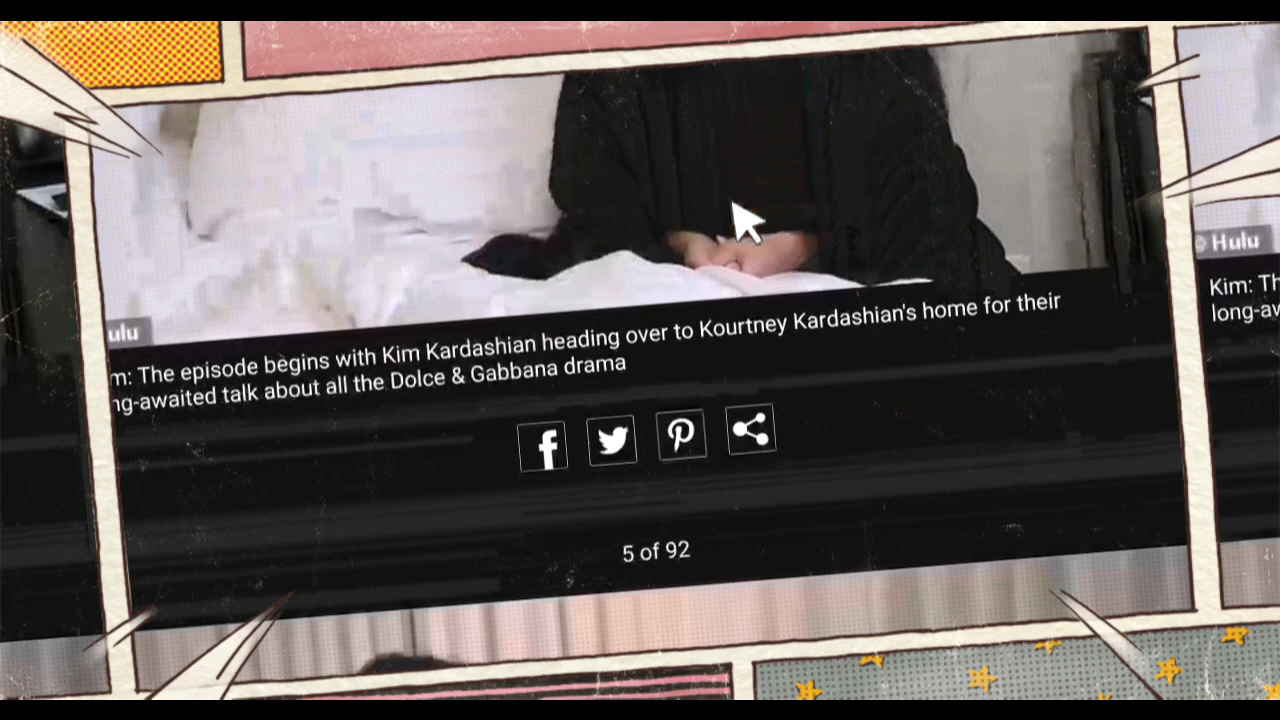 ulu
m: The episode begins with Kim Kardashian heading over to Kourtney Kardashian's home for their
ng-awaited talk about all the Dolce & Gabbana drama
5 of 92
© Hulu
Kim: Th
long-aw